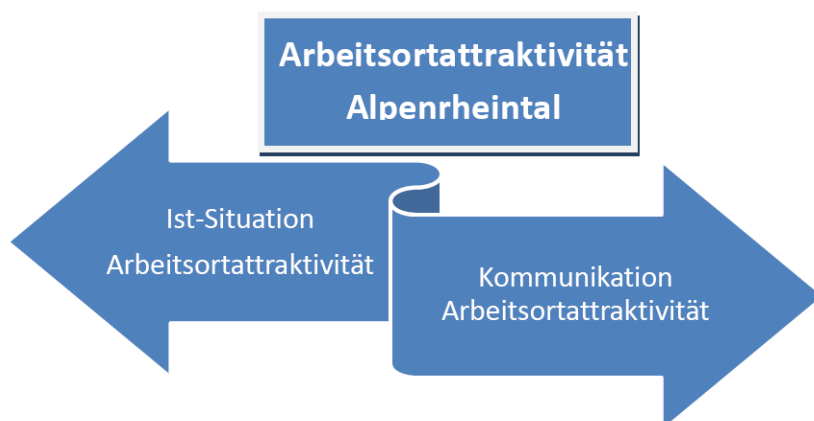 Arbeitsortattraktivität
Alpenrheintal
Ist-Situation
Arbeitsortattraktivität
Kommunikation
Arbeitsortattraktivität